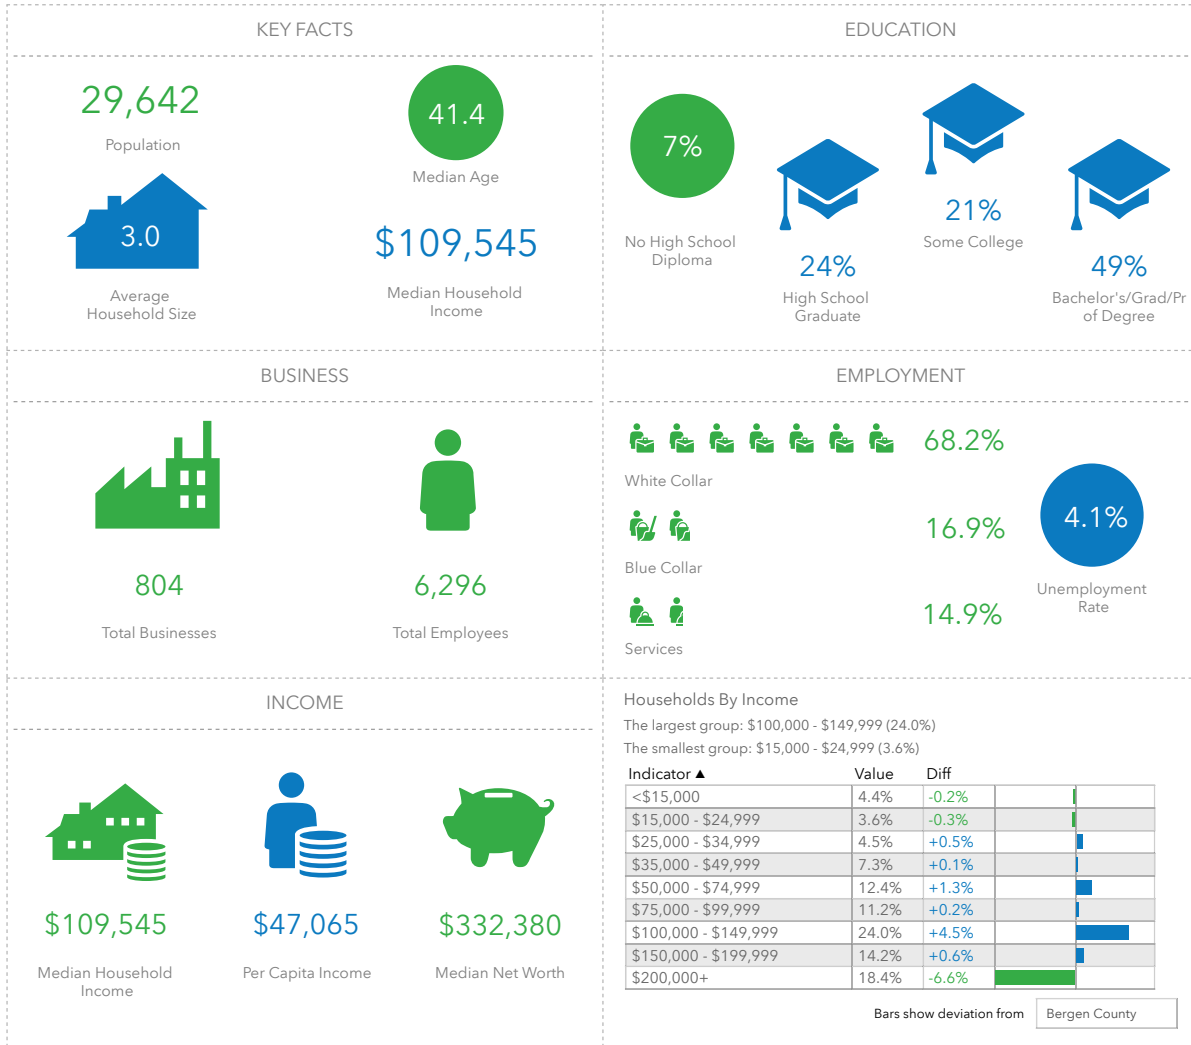 KEY FACTS
29,642
Population
41.4
Median Age
3.0
Average
Household Size
$109,545
Median Household
Income
EDUCATION
7%
No High School
Diploma
24%
High School
Graduate
21%
Some College
49%
Bachelor's/Grad/Pr
of Degree
BUSINESS
804
Total Businesses
6,296
Total Employees
EMPLOYMENT
68.2%
White Collar
16.9%
Blue Collar
14.9%
Services
4.1%
Unemployment
Rate
INCOME
$109,545
Median Household
Income
$47,065
Per Capita Income
$332,380
Median Net Worth
Households By Income
The largest group: $100,000 - $149,999 (24.0%)
The smallest group: $15,000 - $24,999 (3.6%)
Indicator ▲ Value Diff
<$15,000 4.4% -0.2%
$15,000 - $24,999 3.6% -0.3%
$25,000 - $34,999 4.5% +0.5%
$35,000 - $49,999 7.3% +0.1%
$50,000 - $74,999 12.4% +1.3%
$75,000 - $99,999 11.2% +0.2%
$100,000 - $149,999 24.0% +4.5%
$150,000 - $199,999 14.2% +0.6%
$200,000+ 18.4% -6.6%
Bars show deviation from Bergen County